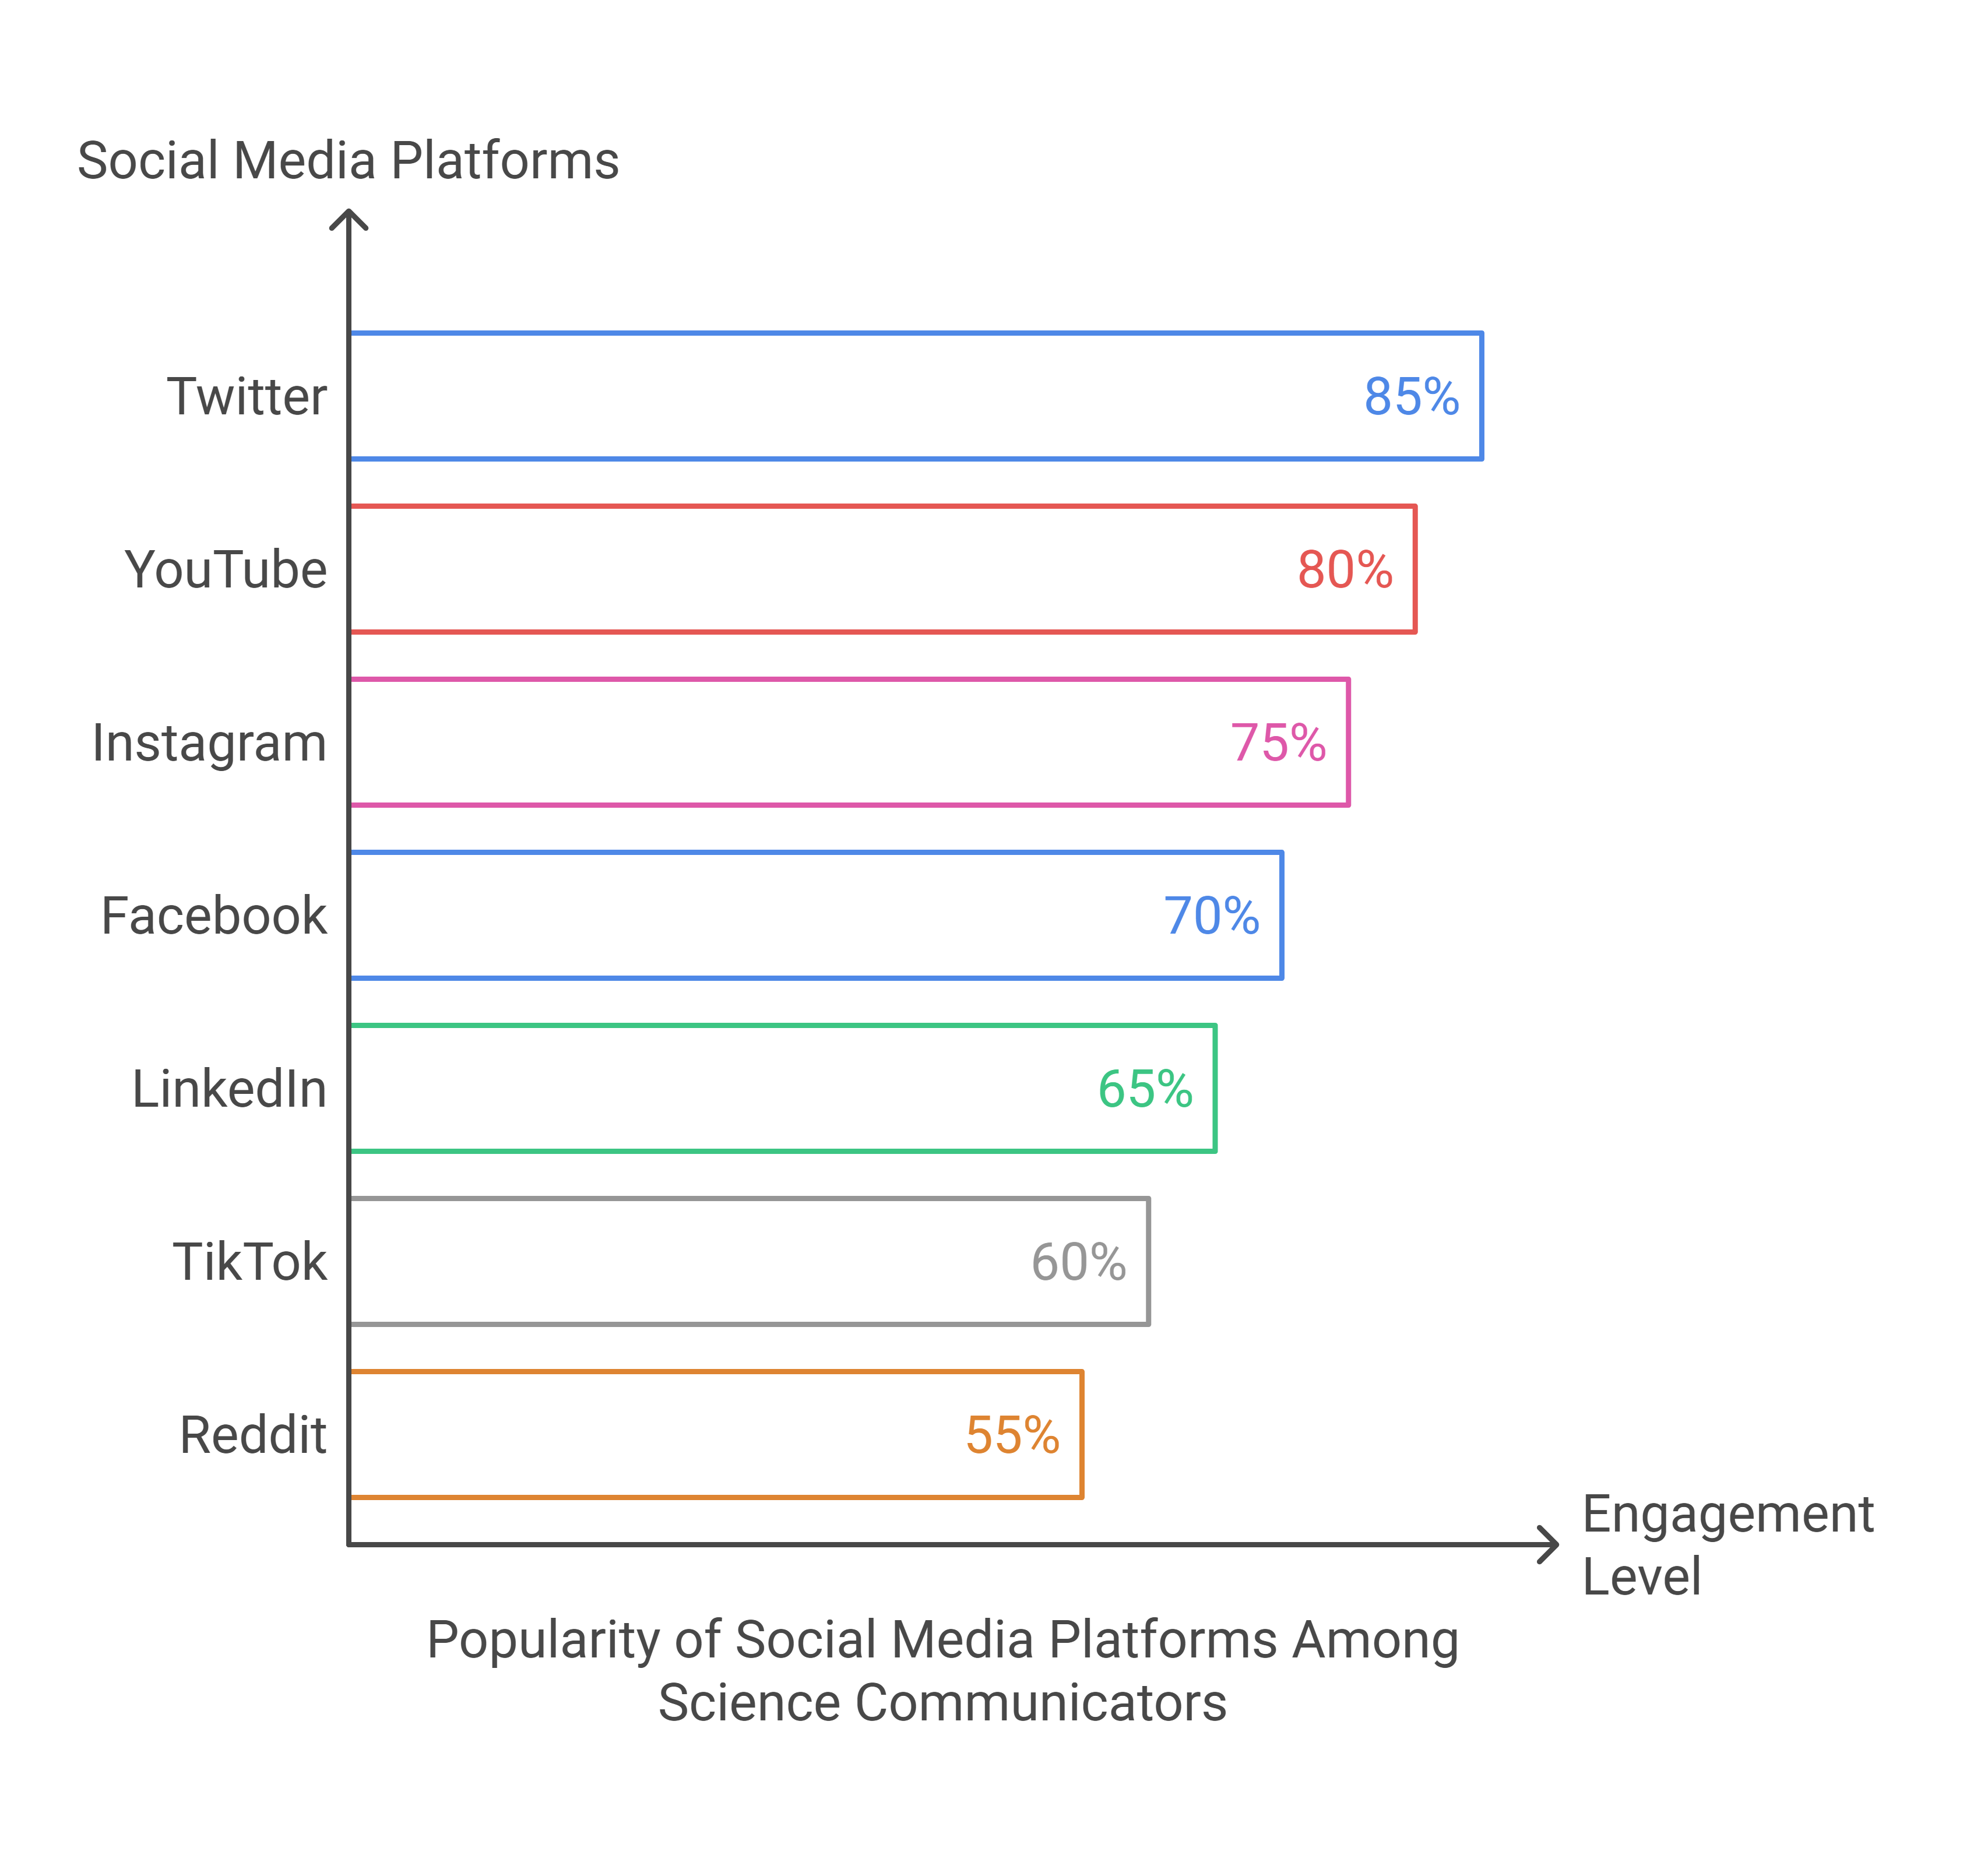 Social Media Platforms
Twitter
85%
YouTube
80%
Instagram
75%
Facebook
70%
LinkedIn
65%
TikTok
60%
Reddit
55%
Engagement
Level
Popularity of Social Media Platforms Among
Science Communicators